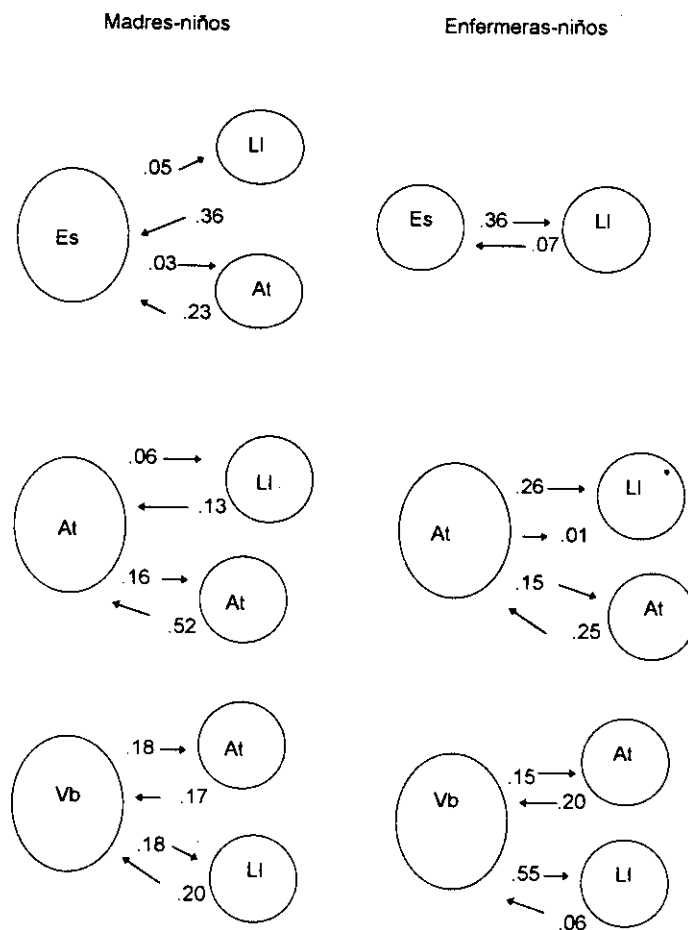 Madres-niños
Enfermeras-niños
Ll
.05
.36
Es
.03
At
.23
Es
.36
Ll
.07
.06
Ll
.13
At
.16
At
.52
.26
Ll
At
.01
.15
At
.25
.18
At
Vb
.17
.18
Ll
.20
At
.15
Vb
.20
.55
Ll
.06